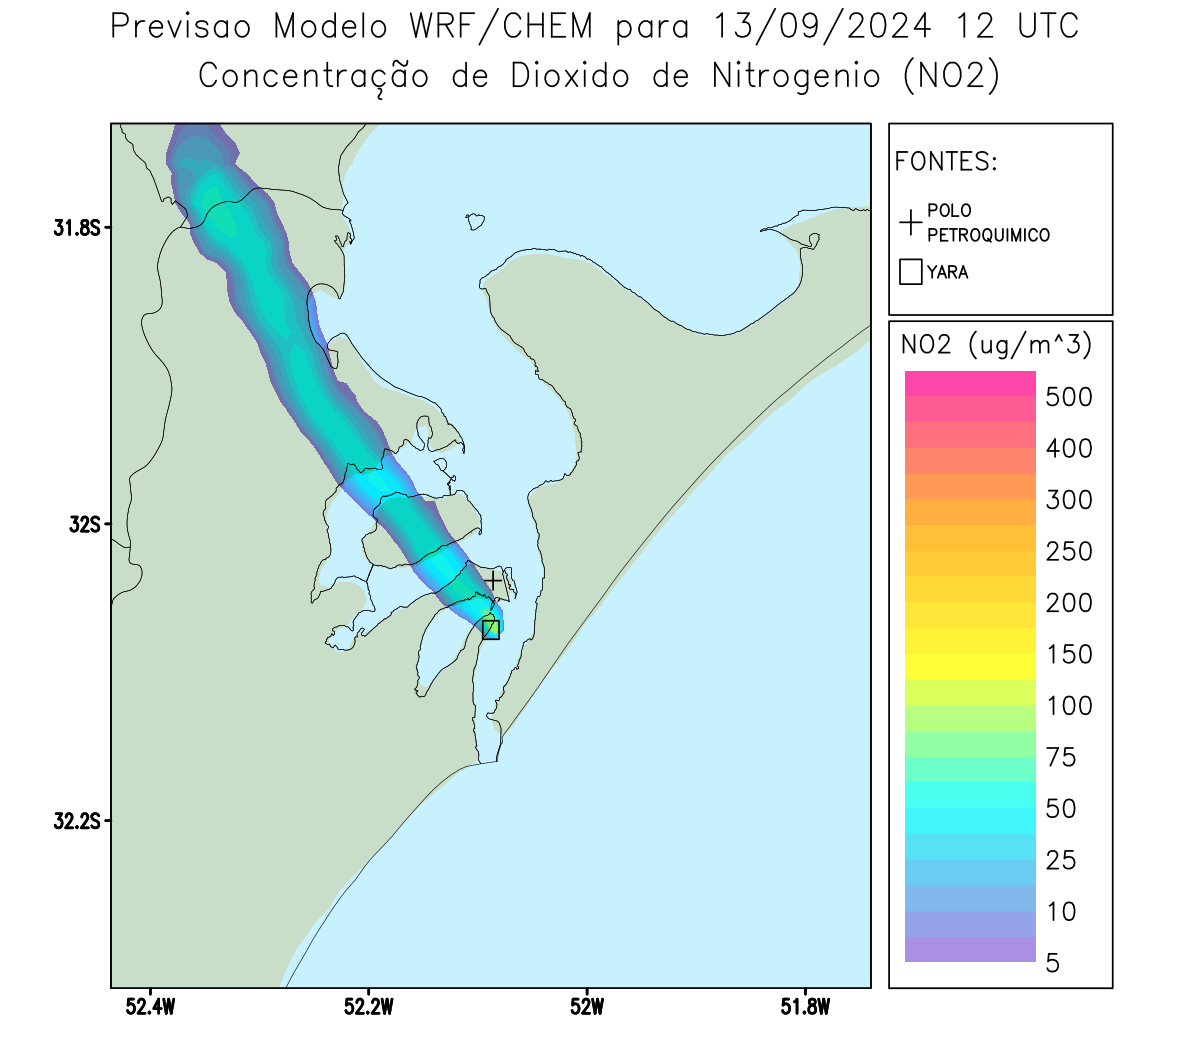 Previsao Modelo WRF/CHEM para 13/09/2024 12 UTC
Concentração de Dioxido de Nitrogenio (NO2)
FONTES:
POLO
PETROQUIMICO
YARA
NO2 (ug/m^3)
500
400
300
250
200
150
100
75
50
25
10
5
31.8S
32S
32.2S
52.4W
52.2W
52W
51.8W